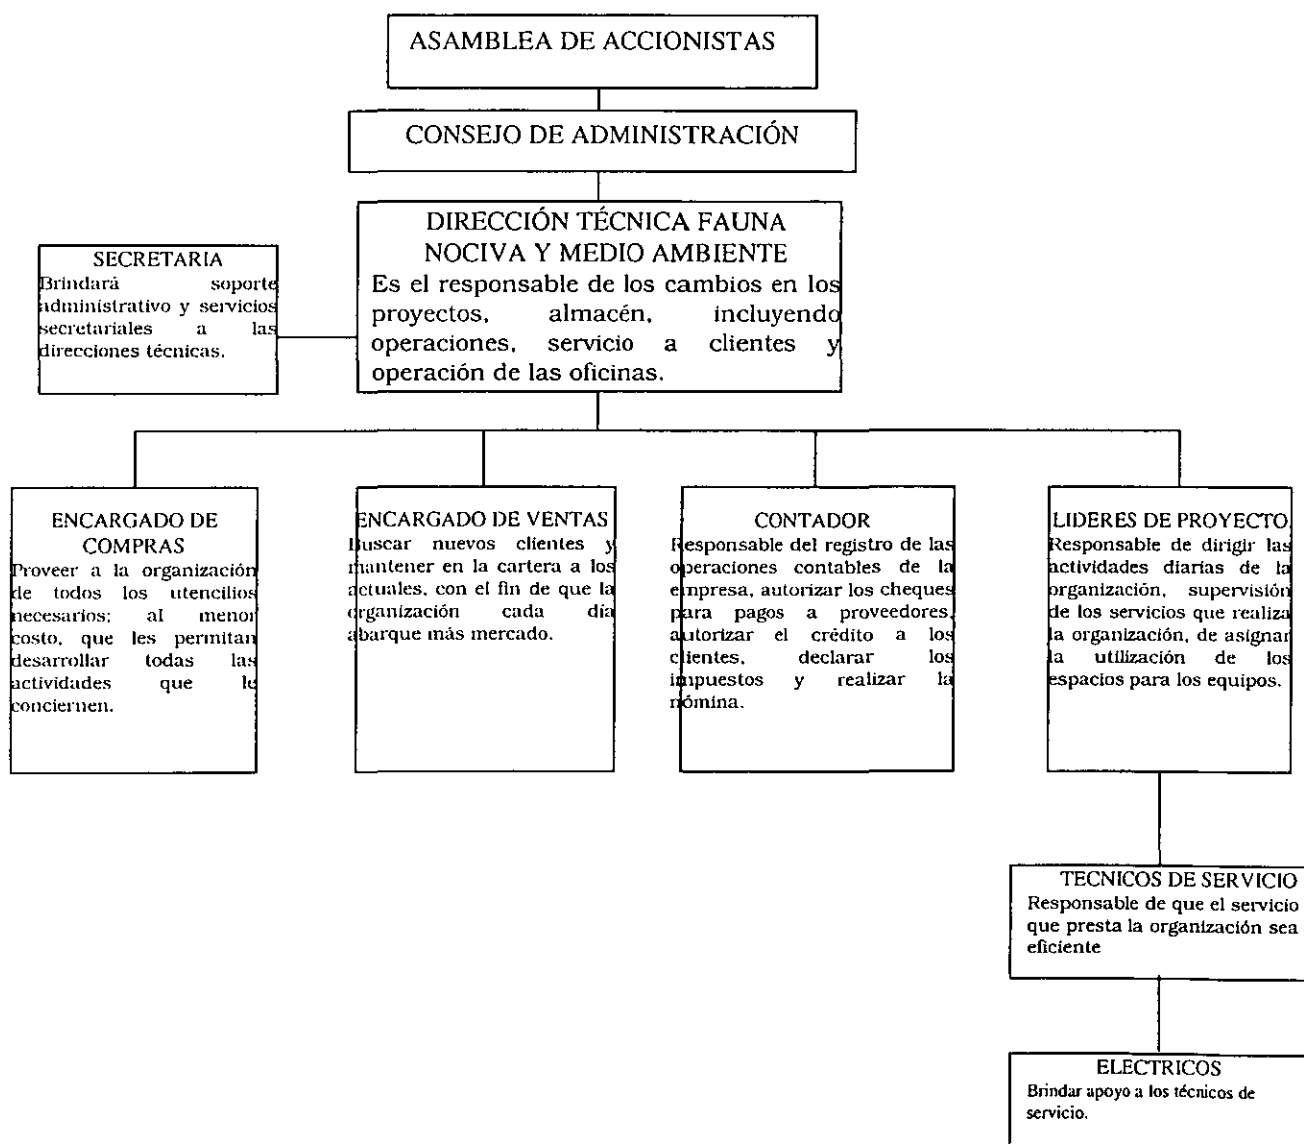 ASAMBLEA DE ACCIONISTAS
CONSEJO DE ADMINISTRACIÓN
DIRECCIÓN TÉCNICA FAUNA
NOCIVA Y MEDIO AMBIENTE
Es el responsable de los cambios en los
proyectos, almacén, incluyendo
operaciones, servicio a clientes y
operación de las oficinas.
SECRETARIA
Brindará soporte
administrativo y servicios
secretariales a las
direcciones técnicas.
ENCARGADO DE
COMPRAS
Proveer a la organización
de todos los utencilios
necesarios; al menor
costo, que les permitan
desarrollar todas las
actividades que le
conciernen.
ENCARGADO DE VENTAS
Buscar nuevos clientes y
mantener en la cartera a los
actuales, con el fin de que la
organización cada día
abarque más mercado.
CONTADOR
Responsable del registro de las
operaciones contables de la
empresa, autorizar los cheques
para pagos a proveedores,
autorizar el crédito a los
clientes, declarar los
impuestos y realizar la
nómina.
LIDERES DE PROYECTO
Responsable de dirigir las
actividades diarias de la
organización, supervisión
de los servicios que realiza
la organización, de asignar
la utilización de los
espacios para los equipos.
TECNICOS DE SERVICIO
Responsable de que el servicio
que presta la organización sea
eficiente
ELECTRICOS
Brindar apoyo a los técnicos de
servicio.